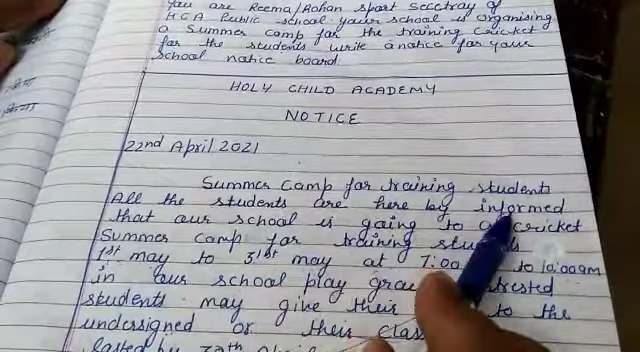 You are Reema/Rohan sport secctray of
HCA Public school your school is organising
a Summer camp for the training cricket
for the students write a notice for your
school notice board.
HOLY CHILD ACADEMY
NOTICE
22nd April 2021
Summer Camp for training students
All the students are here by informed
that our school is going to a cricket
Summer camp for training
1st may to 31st may at 7:00 to 10:00am
in our school play
students may give their to the
undersigned or their